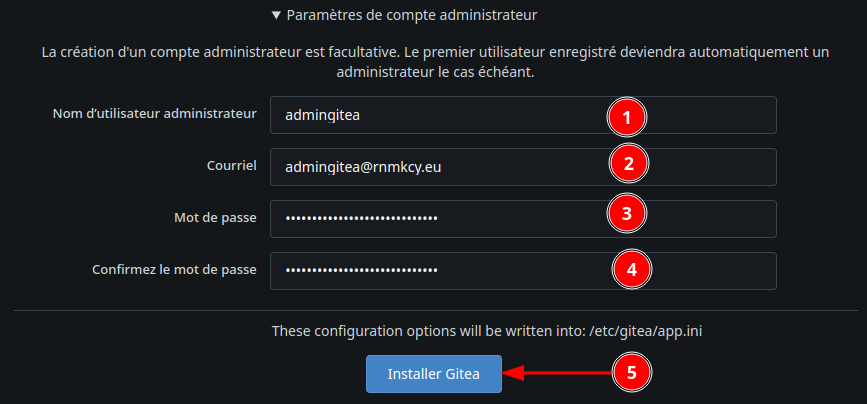 ▼ Paramètres de compte administrateur
La création d'un compte administrateur est facultative. Le premier utilisateur enregistré deviendra automatiquement un
administrateur le cas échéant.
Nom d’utilisateur administrateur admingitea 1
Courriel admingitea@rnmkcy.eu 2
Mot de passe ••••••••••••••••••••••••••••• 3
Confirmez le mot de passe ••••••••••••••••••••••••••••• 4
These configuration options will be written into: /etc/gitea/app.ini
Installer Gitea 5